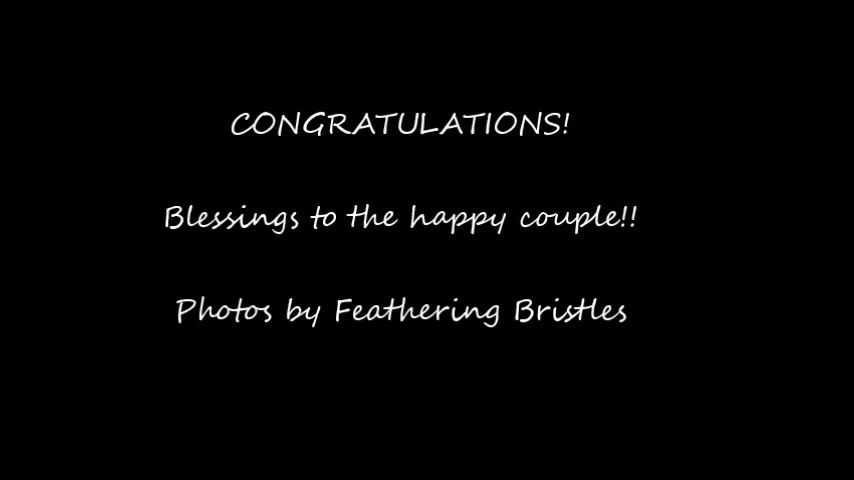 CONGRATULATIONS!
Blessings to the happy couple!!
Photos by Feathering Bristles